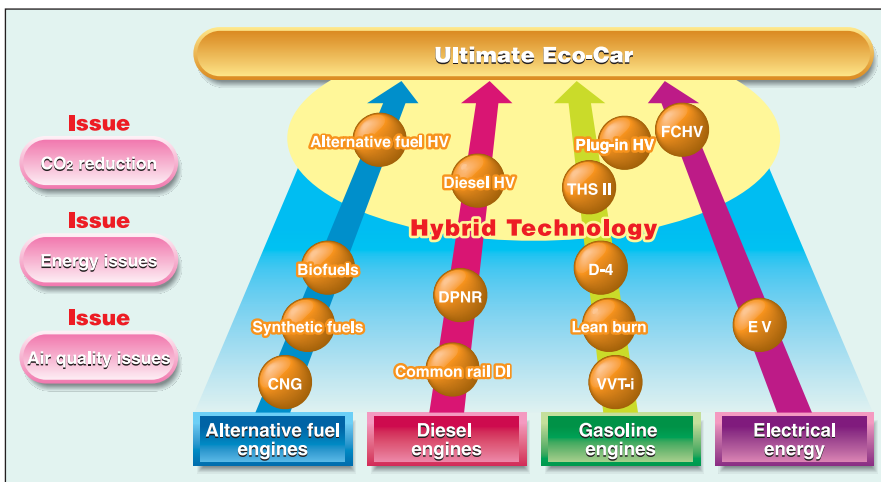 Ultimate Eco-Car
Issue
CO2 reduction
Issue
Energy issues
Issue
Air quality issues
Alternative fuel HV
Diesel HV
Plug-in HV
FCHV
THS II
Hybrid Technology
Biofuels
DPNR
D-4
Synthetic fuels
Lean burn
EV
CNG
Common rail DI
VVT-i
Alternative fuel
engines
Diesel
engines
Gasoline
engines
Electrical
energy